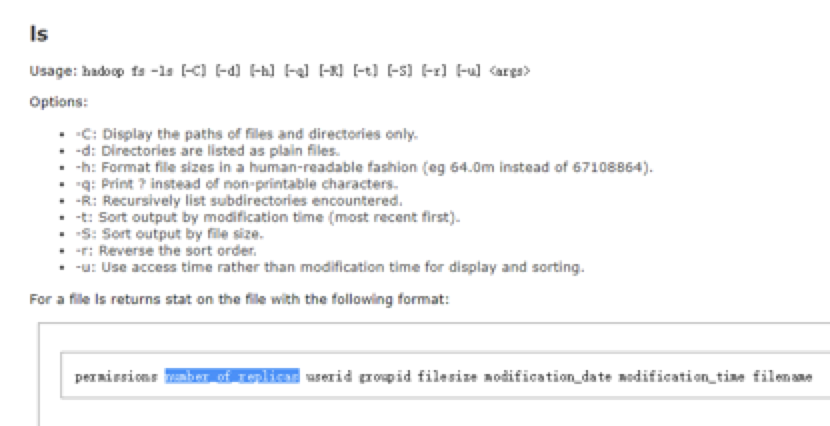 ls
Usage: hadoop fs -ls [-C] [-d] [-h] [-q] [-R] [-t] [-S] [-r] [-u] <args>
Options:
• -C: Display the paths of files and directories only.
• -d: Directories are listed as plain files.
• -h: Format file sizes in a human-readable fashion (eg 64.0m instead of 67108864).
• -q: Print ? instead of non-printable characters.
• -R: Recursively list subdirectories encountered.
• -t: Sort output by modification time (most recent first).
• -S: Sort output by file size.
• -r: Reverse the sort order.
• -u: Use access time rather than modification time for display and sorting.
For a file ls returns stat on the file with the following format:
permissions number_of_replicas userid groupid filesize modification_date modification_time filename